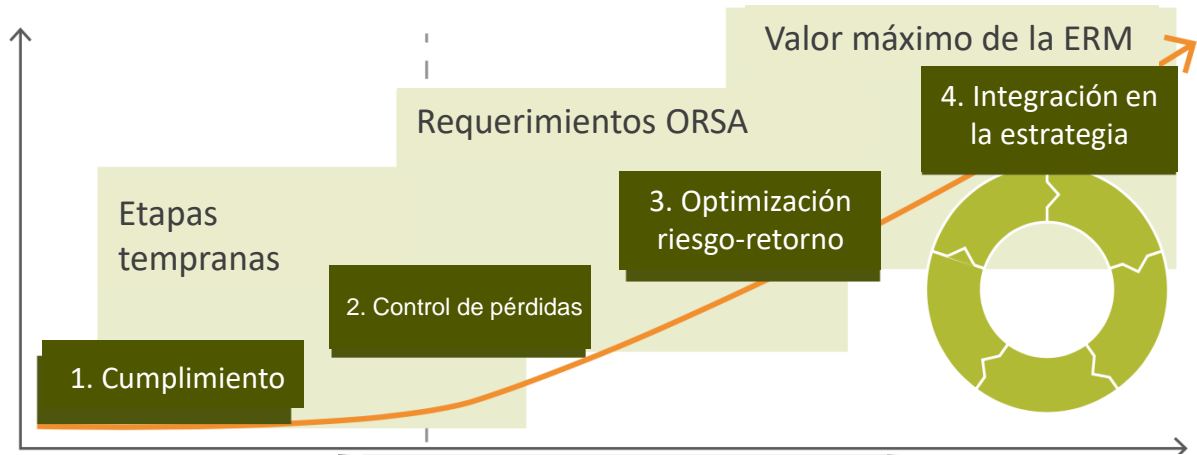 Valor máximo de la ERM
4. Integración en
la estrategia
Requerimientos ORSA
3. Optimización
riesgo-retorno
Etapas
tempranas
2. Control de pérdidas
1. Cumplimiento